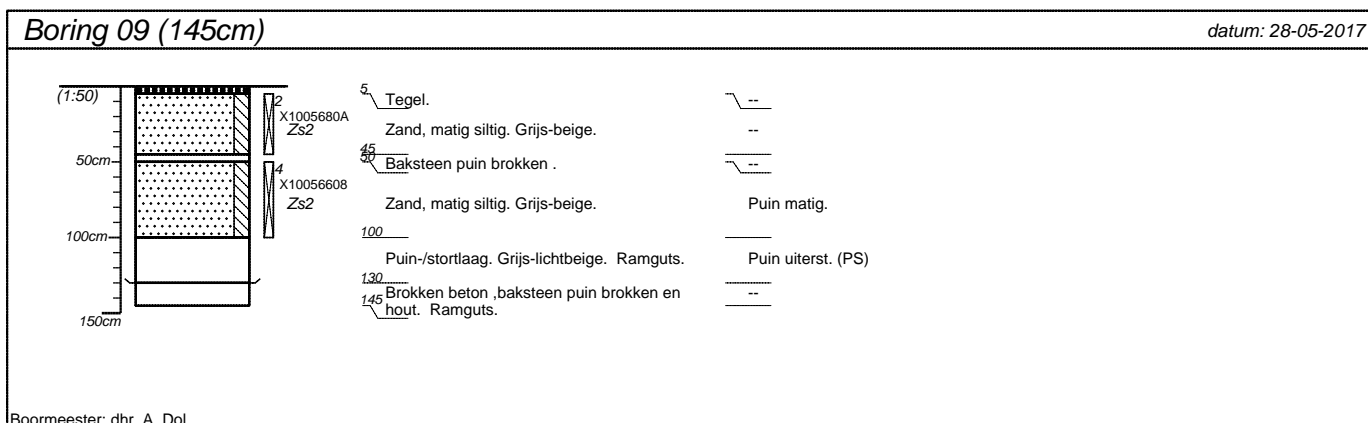 Boring 09 (145cm) datum: 28-05-2017
(1:50)
5 Tegel. --
2
X1005680A
Zs2
Zand, matig siltig. Grijs-beige. --
45
50cm
50 Baksteen puin brokken . --
4
X10056608
Zs2
Zand, matig siltig. Grijs-beige. Puin matig.
100cm
100
Puin-/stortlaag. Grijs-lichtbeige. Ramguts. Puin uiterst. (PS)
130
145 Brokken beton ,baksteen puin brokken en --
hout. Ramguts.
150cm
Boormeester: dhr. A. Dol